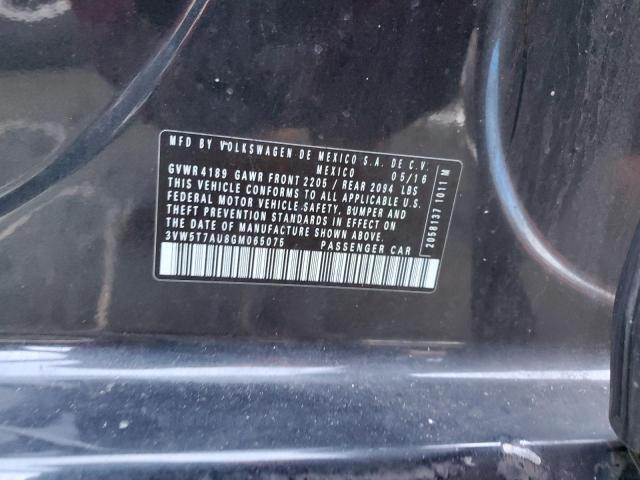 MFD BY VOLKSWAGEN DE MEXICO S.A. DE C.V.
MEXICO 05/16
GVWR 4189 GAWR FRONT 2205 / REAR 2094 LBS
THIS VEHICLE CONFORMS TO ALL APPLICABLE U.S.
FEDERAL MOTOR VEHICLE SAFETY, BUMPER AND
THEFT PREVENTION STANDARDS IN EFFECT ON
THE DATE OF MANUFACTURE SHOWN ABOVE.
3VW5T7AU8GM065075 PASSENGER CAR
2058137 1011 M